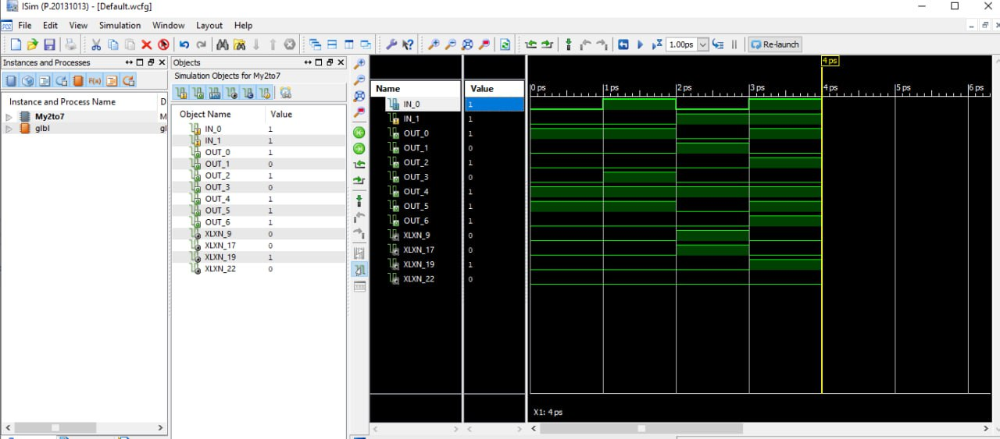 ISim (P.20131013) - [Default.wcfg]
File Edit View Simulation Window Layout Help
1.00ps Re-launch
Instances and Processes
Instance and Process Name D
My2to7 M
glbl gl
Objects
Simulation Objects for My2to7
Object Name Value
IN_0 1
IN_1 1
OUT_0 1
OUT_1 0
OUT_2 1
OUT_3 0
OUT_4 1
OUT_5 1
OUT_6 1
XLXN_9 0
XLXN_17 0
XLXN_19 1
XLXN_22 0
4 ps
Name Value 0 ps 1 ps 2 ps 3 ps 4 ps 5 ps 6 ps
IN_0 1
IN_1 1
OUT_0 1
OUT_1 0
OUT_2 1
OUT_3 0
OUT_4 1
OUT_5 1
OUT_6 1
XLXN_9 0
XLXN_17 0
XLXN_19 1
XLXN_22 0
X1: 4 ps